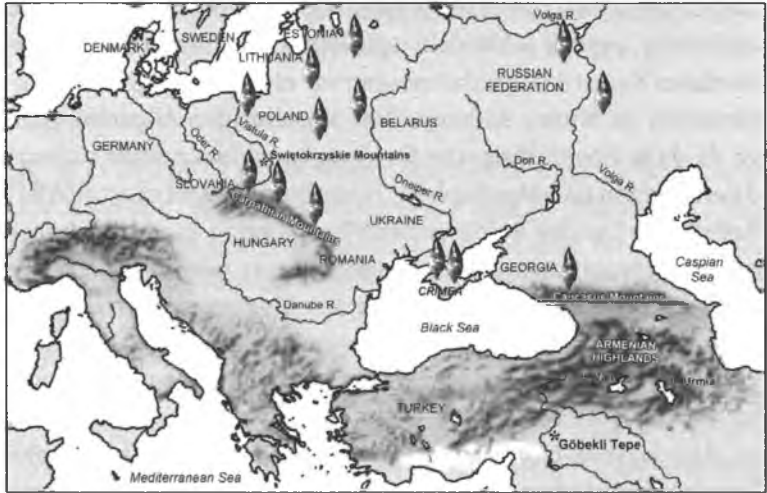 Volga R.
ESTONIA
SWEDEN
DENMARK
LITHUANIA
RUSSIAN
FEDERATION
POLAND
BELARUS
Vistula R.
GERMANY
Oder R.
Świętokrzyskie Mountains
Don R.
Volga R.
SLOVAKIA
Dneiper R.
Carpathian Mountains
UKRAINE
HUNGARY
ROMANIA
GEORGIA
Caspian
Sea
CRIMEA
Caucasus Mountains
Danube R.
Black Sea
ARMENIAN
HIGHLANDS
Urmia
TURKEY
Göbekli Tepe
Mediterranean Sea